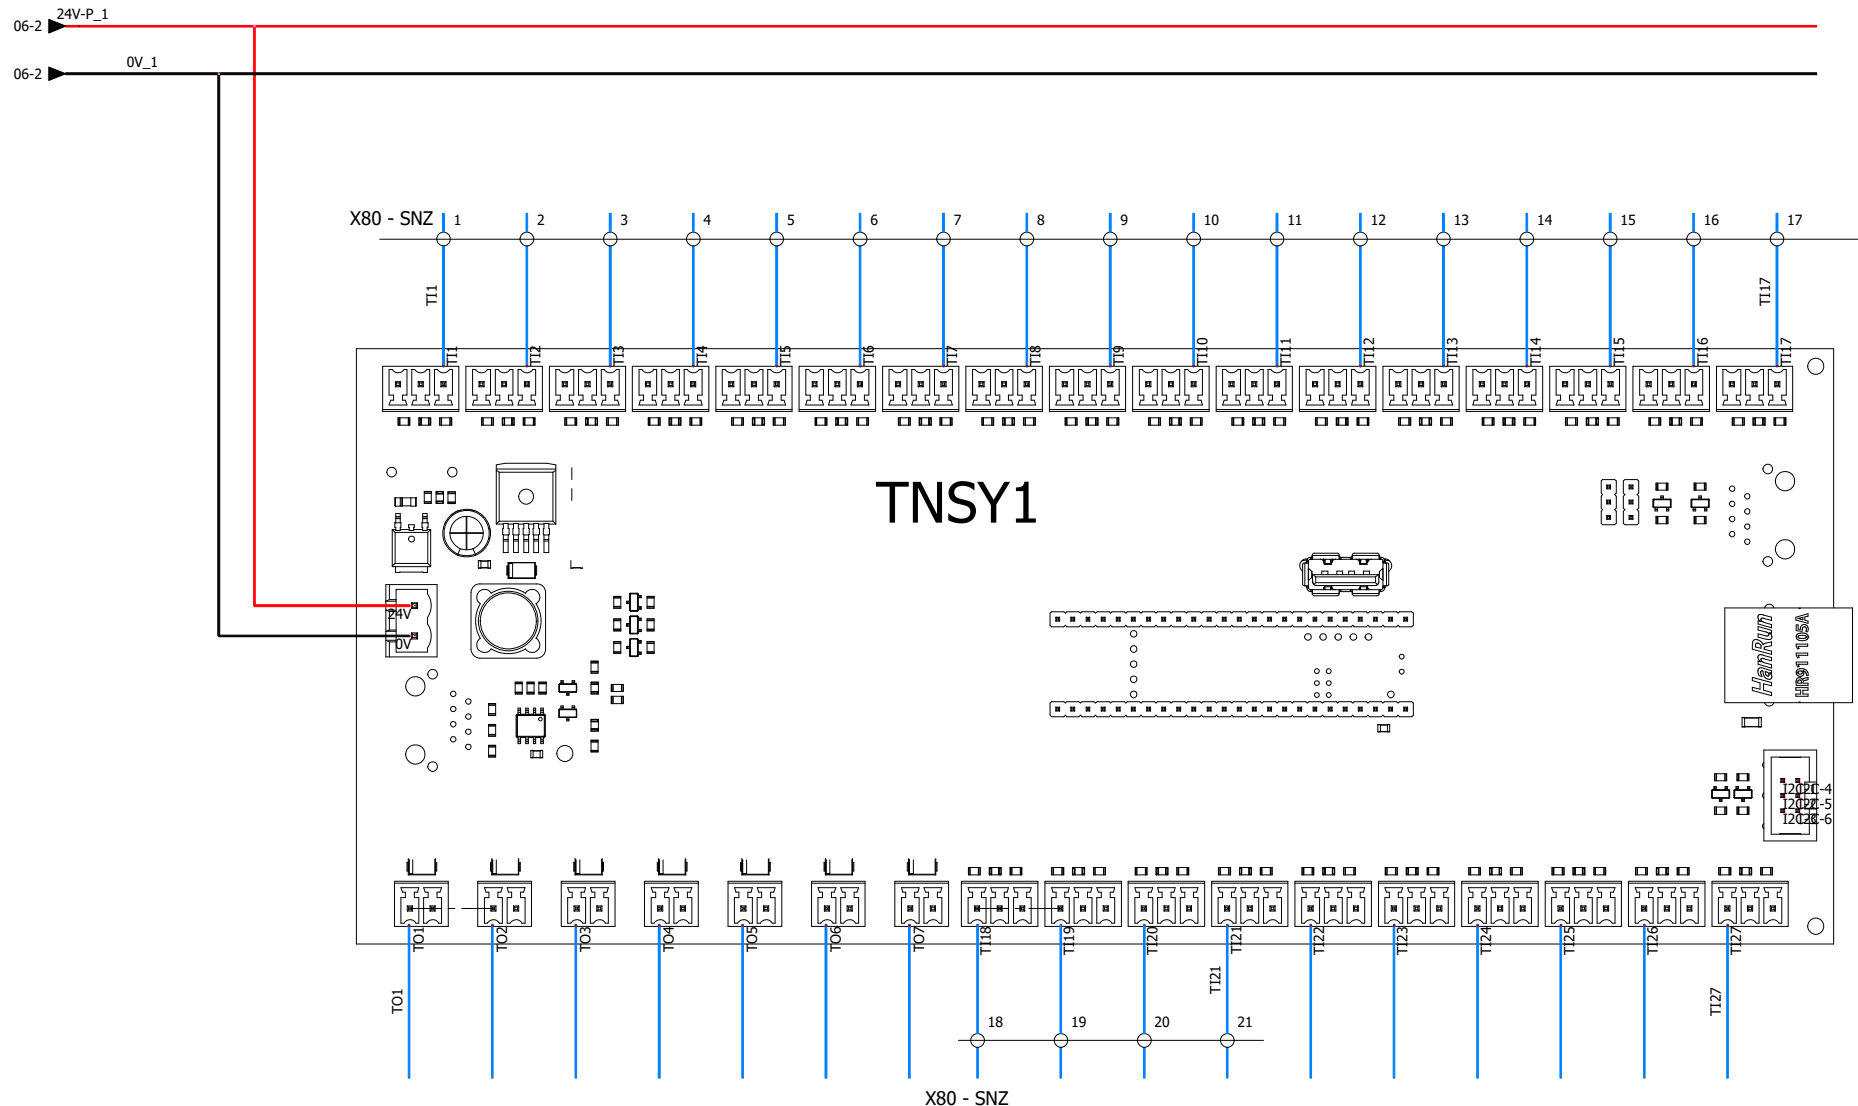 24V-P_1
06-2
0V_1
06-2
X80 - SNZ 1 2 3 4 5 6 7 8 9 10 11 12 13 14 15 16 17
TI1 TI17
TI1 TI2 TI3 TI4 TI5 TI6 TI7 TI8 TI9 TI10 TI11 TI12 TI13 TI14 TI15 TI16 TI17
TNSY1
24V
0V
HanRun
HR911105A
TO1 TO2 TO3 TO4 TO5 TO6 TO7 TI18 TI19 TI20 TI21 TI22 TI23 TI24 TI25 TI26 TI27
TO1 TI21 TI27
18 19 20 21
X80 - SNZ